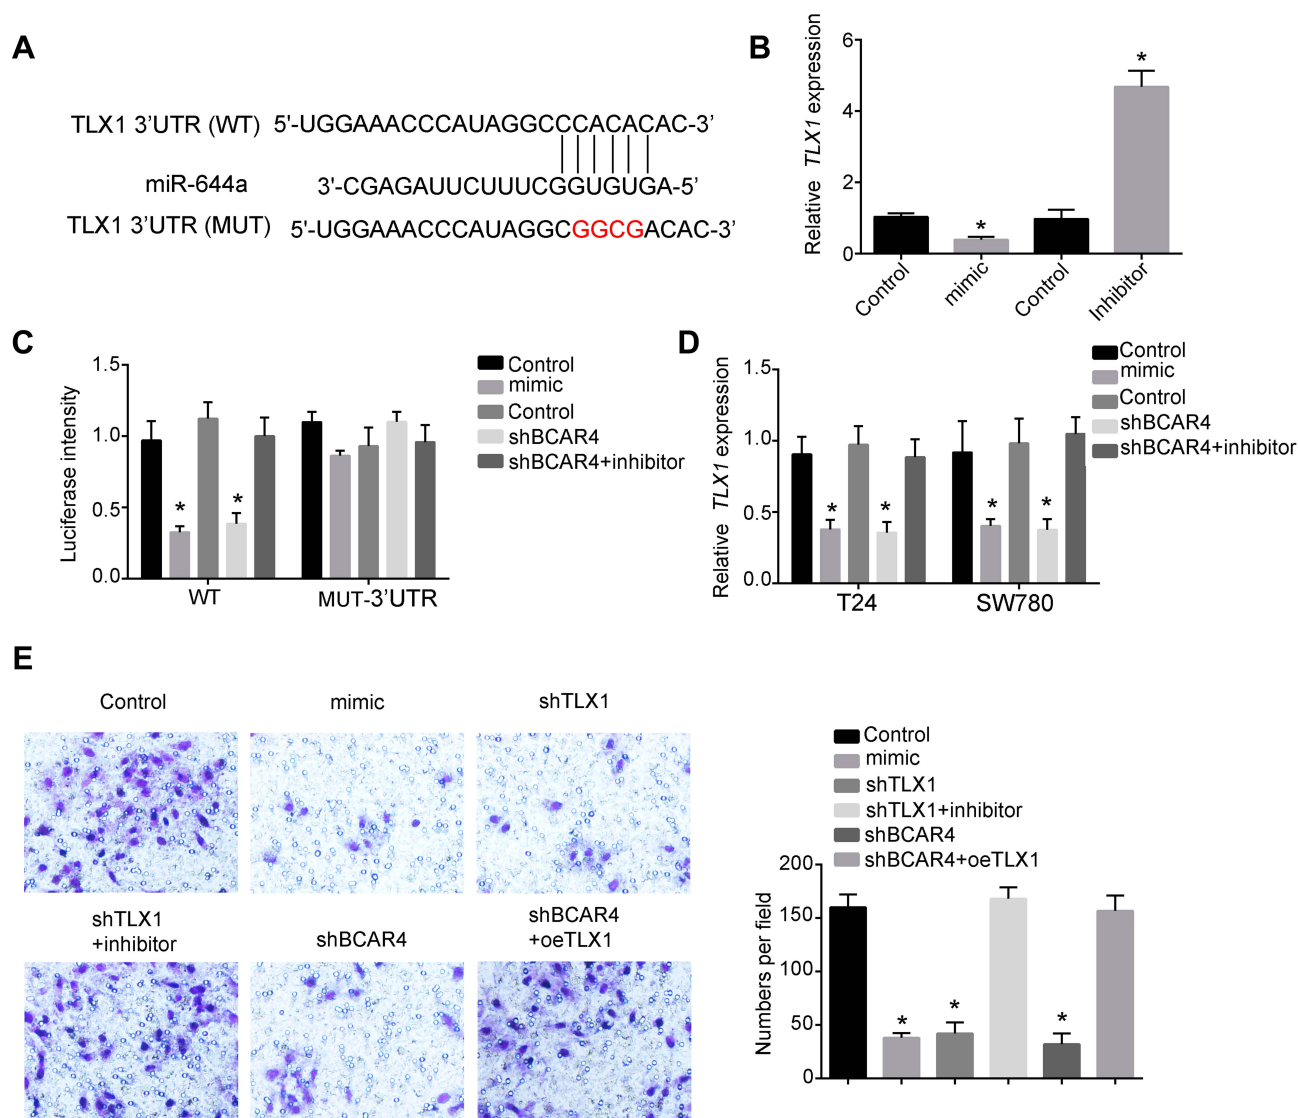 A
TLX1 3'UTR (WT) 5'-UGGAAACCCAUAGGCCCACACAC-3'
miR-644a 3'-CGAGAUUCUUUCGGUGUGA-5'
TLX1 3'UTR (MUT) 5'-UGGAAACCCAUAGGCGGCGACAC-3'
B
Relative TLX1 expression
6
4
2
0
*
*
Control
mimic
Control
Inhibitor
C
Luciferase intensity
1.5
1.0
0.5
0.0
*
*
WT
MUT-3'UTR
Control
mimic
Control
shBCAR4
shBCAR4+inhibitor
D
Relative TLX1 expression
1.5
1.0
0.5
0.0
*
*
*
*
T24
SW780
Control
mimic
Control
shBCAR4
shBCAR4+inhibitor
E
Control
mimic
shTLX1
shTLX1
+inhibitor
shBCAR4
shBCAR4
+oeTLX1
Control
mimic
shTLX1
shTLX1+inhibitor
shBCAR4
shBCAR4+oeTLX1
Numbers per field
200
150
100
50
0
*
*
*